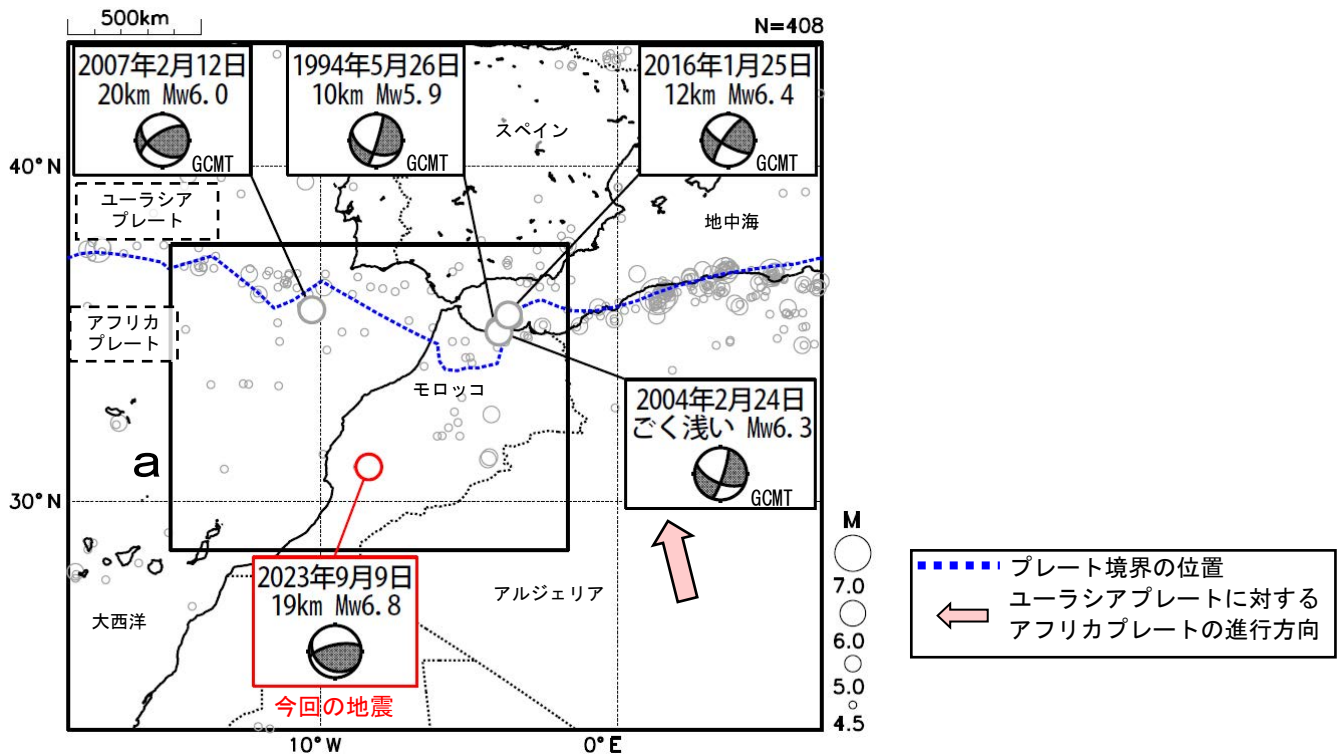 500km
N=408
2007年2月12日
20km Mw6.0
GCMT
1994年5月26日
10km Mw5.9
GCMT
2016年1月25日
12km Mw6.4
GCMT
スペイン
40°N
ユーラシア
プレート
地中海
アフリカ
プレート
モロッコ
2004年2月24日
ごく浅い Mw6.3
GCMT
a
30°N
2023年9月9日
19km Mw6.8
今回の地震
大西洋
アルジェリア
M
7.0
6.0
5.0
4.5
プレート境界の位置
ユーラシアプレートに対する
アフリカプレートの進行方向
10°W
0°E